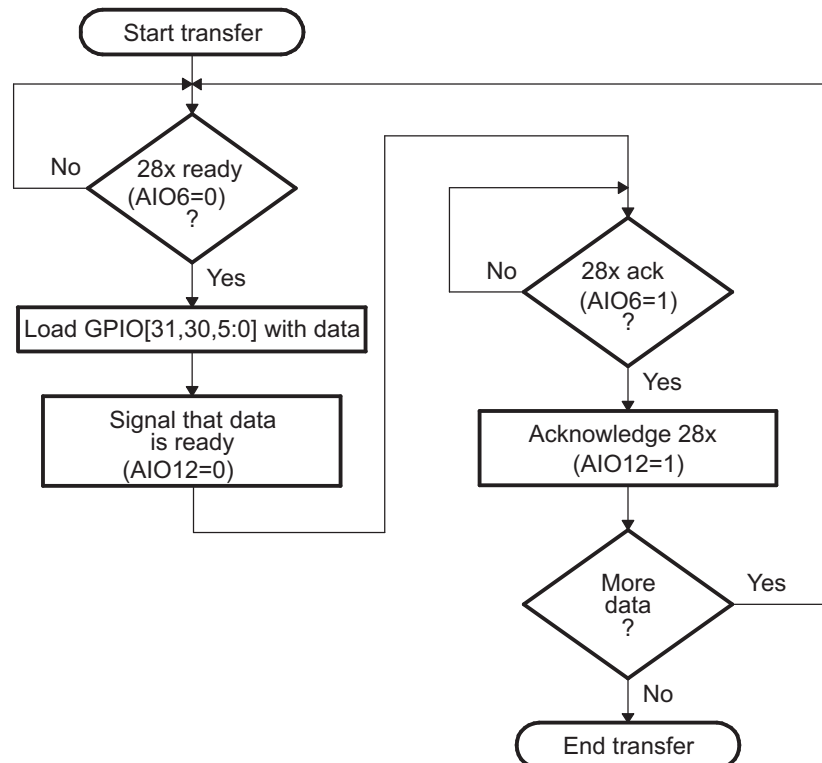 Start transfer
No
28x ready
(AIO6=0)
?
Yes
Load GPIO[31,30,5:0] with data
Signal that data
is ready
(AIO12=0)
No
28x ack
(AIO6=1)
?
Yes
Acknowledge 28x
(AIO12=1)
More
data
?
Yes
No
End transfer